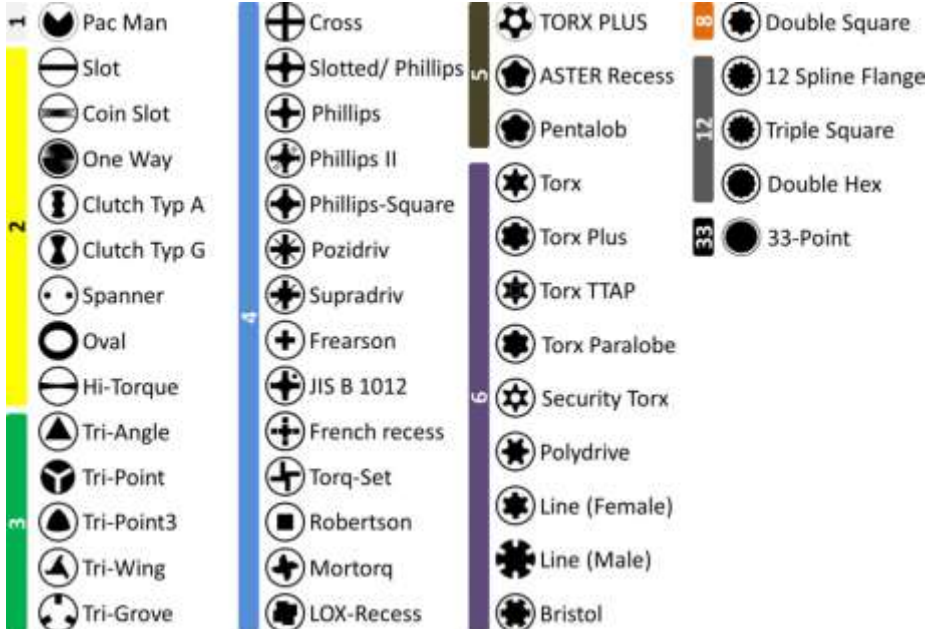 1
Pac Man
2
Slot
Coin Slot
One Way
Clutch Typ A
Clutch Typ G
Spanner
Oval
Hi-Torque
3
Tri-Angle
Tri-Point
Tri-Point3
Tri-Wing
Tri-Grove
4
Cross
Slotted/ Phillips
Phillips
Phillips II
Phillips-Square
Pozidriv
Supradriv
Frearson
JIS B 1012
French recess
Torq-Set
Robertson
Mortorq
LOX-Recess
5
TORX PLUS
ASTER Recess
Pentalob
6
Torx
Torx Plus
Torx TTAP
Torx Paralobe
Security Torx
Polydrive
Line (Female)
Line (Male)
Bristol
8
Double Square
12
12 Spline Flange
Triple Square
Double Hex
33
33-Point